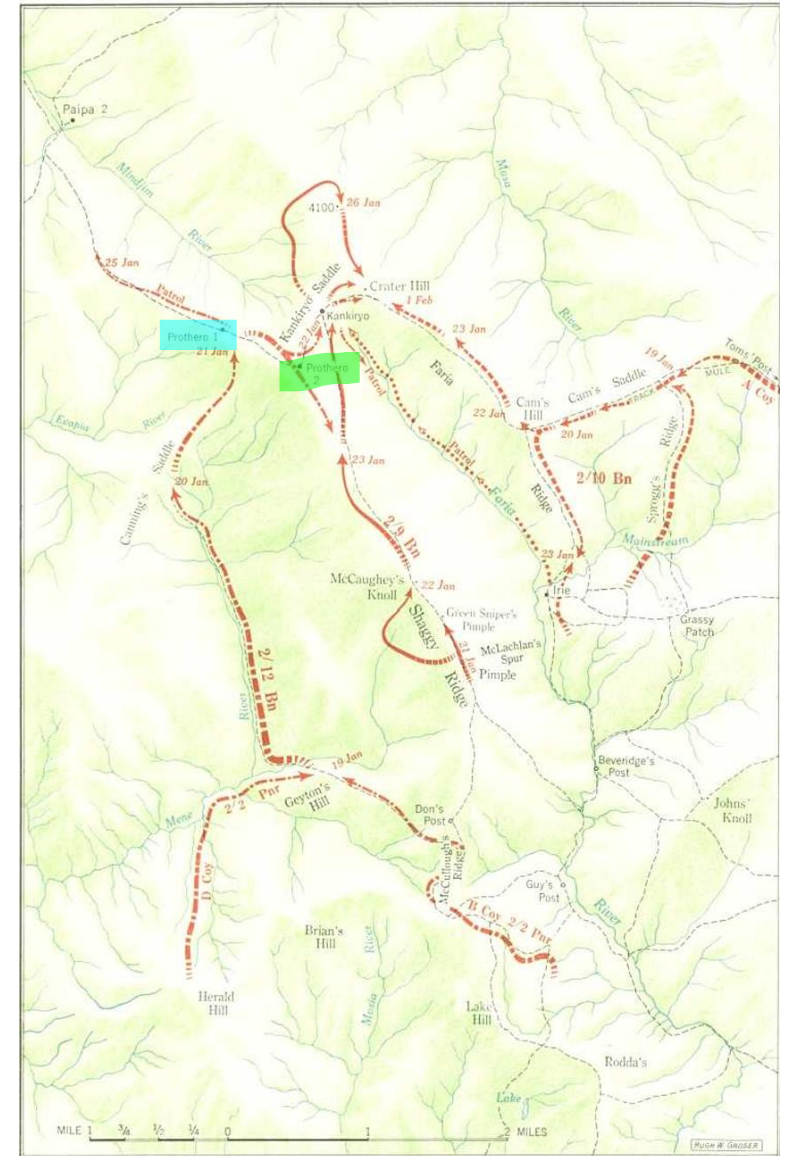 Paipa 2
Mindjim
River
Mosa
River
4100
26 Jan
25 Jan
Patrol
Kankiryo Saddle
Crater Hill
1 Feb
Kankiryo
22 Jan
Prothero 1
21 Jan
Prothero
2
Patrol
23 Jan
Faria
19 Jan
Toms' Post
MULE
TRACK
A Coy
Cam's Saddle
Cam's
Hill
22 Jan
20 Jan
Evapia River
Canning's Saddle
20 Jan
23 Jan
Patrol
2/10 Bn
Ridge
Sproggs's
Ridge
Faria
Mainstream
2/9 Bn
23 Jan
Irie
McCaughey's
Knoll
22 Jan
Green Sniper's
Pimple
Grassy
Patch
Shaggy
Ridge
21 Jan
McLachlan's
Spur
Pimple
2/12 Bn
River
19 Jan
Beveridge's
Post
Geyton's
Hill
2/2 Pnr
Mene
Don's
Post
Johns'
Knoll
McCullough's
Ridge
D Coy
Guy's
Post
River
B Coy 2/2 Pnr
Brian's
Hill
River
Mosia
Herald
Hill
Lake
Hill
Rodda's
Lake
MILE 1 ¾ ½ ¼ 0 1 2 MILES
HUGH W. GROSER